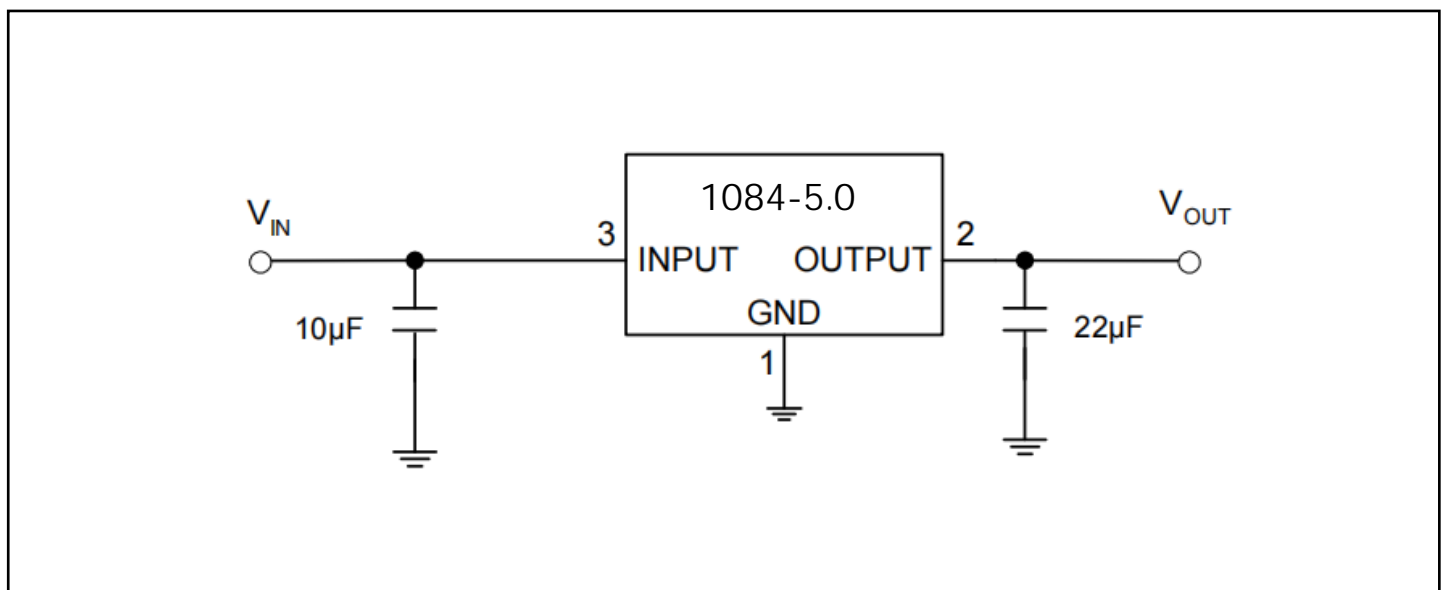 1084-5.0
V_IN
V_OUT
3
INPUT
OUTPUT
2
GND
10µF
22µF
1